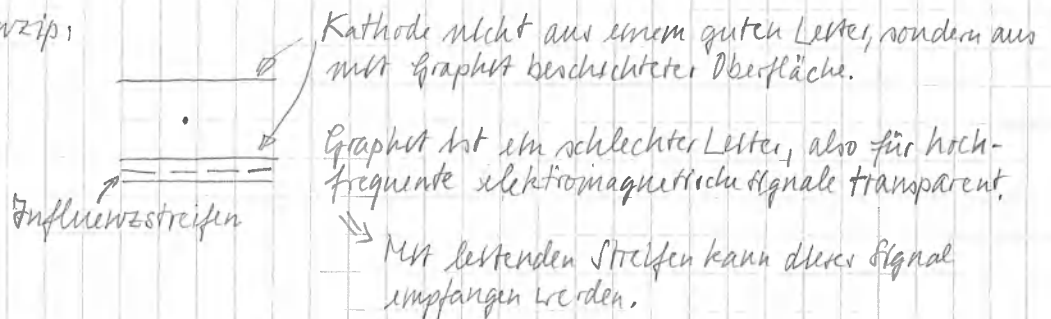 nzip:
Kathode nicht aus einem guten Leiter, sondern aus
mit Graphit beschichteter Oberfläche.
Graphit ist ein schlechter Leiter, also für hoch-
frequente elektromagnetische Signale transparent.
Influenzstreifen
Mit leitenden Streifen kann dieses Signal
empfangen werden.